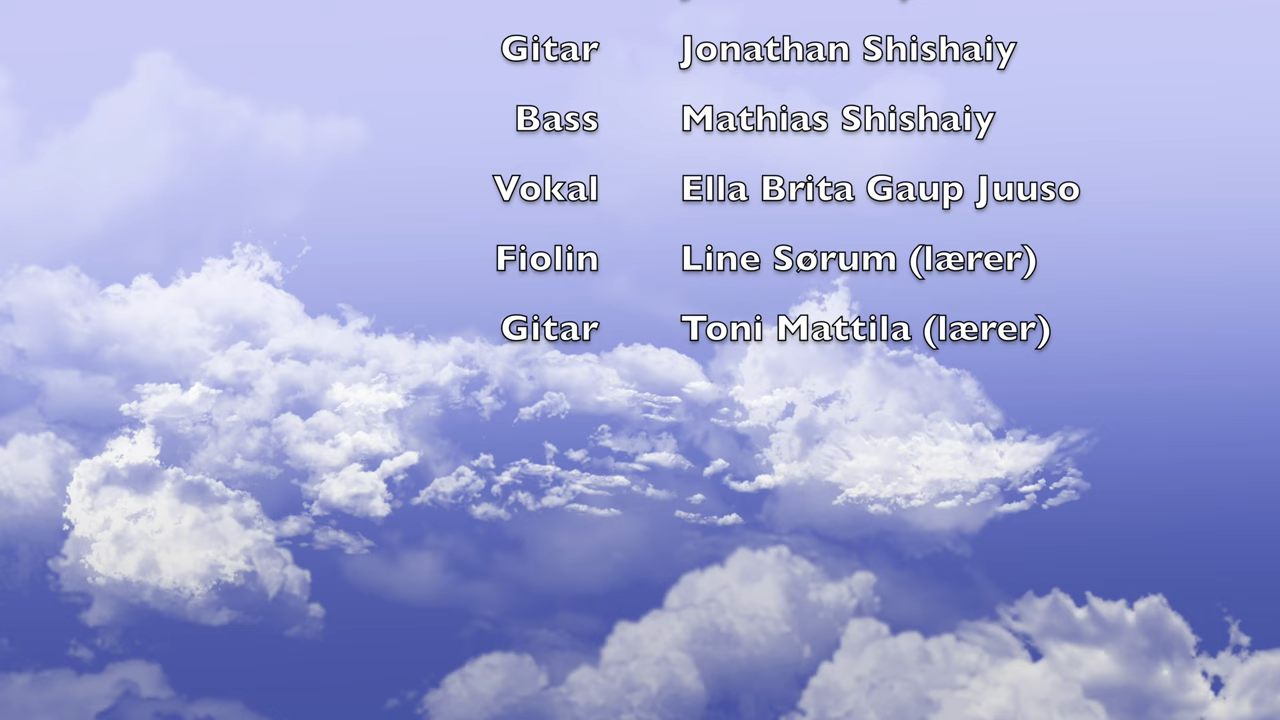 Gitar Jonathan Shishaiy
Bass Mathias Shishaiy
Vokal Ella Brita Gaup Juuso
Fiolin Line Sørum (lærer)
Gitar Toni Mattila (lærer)